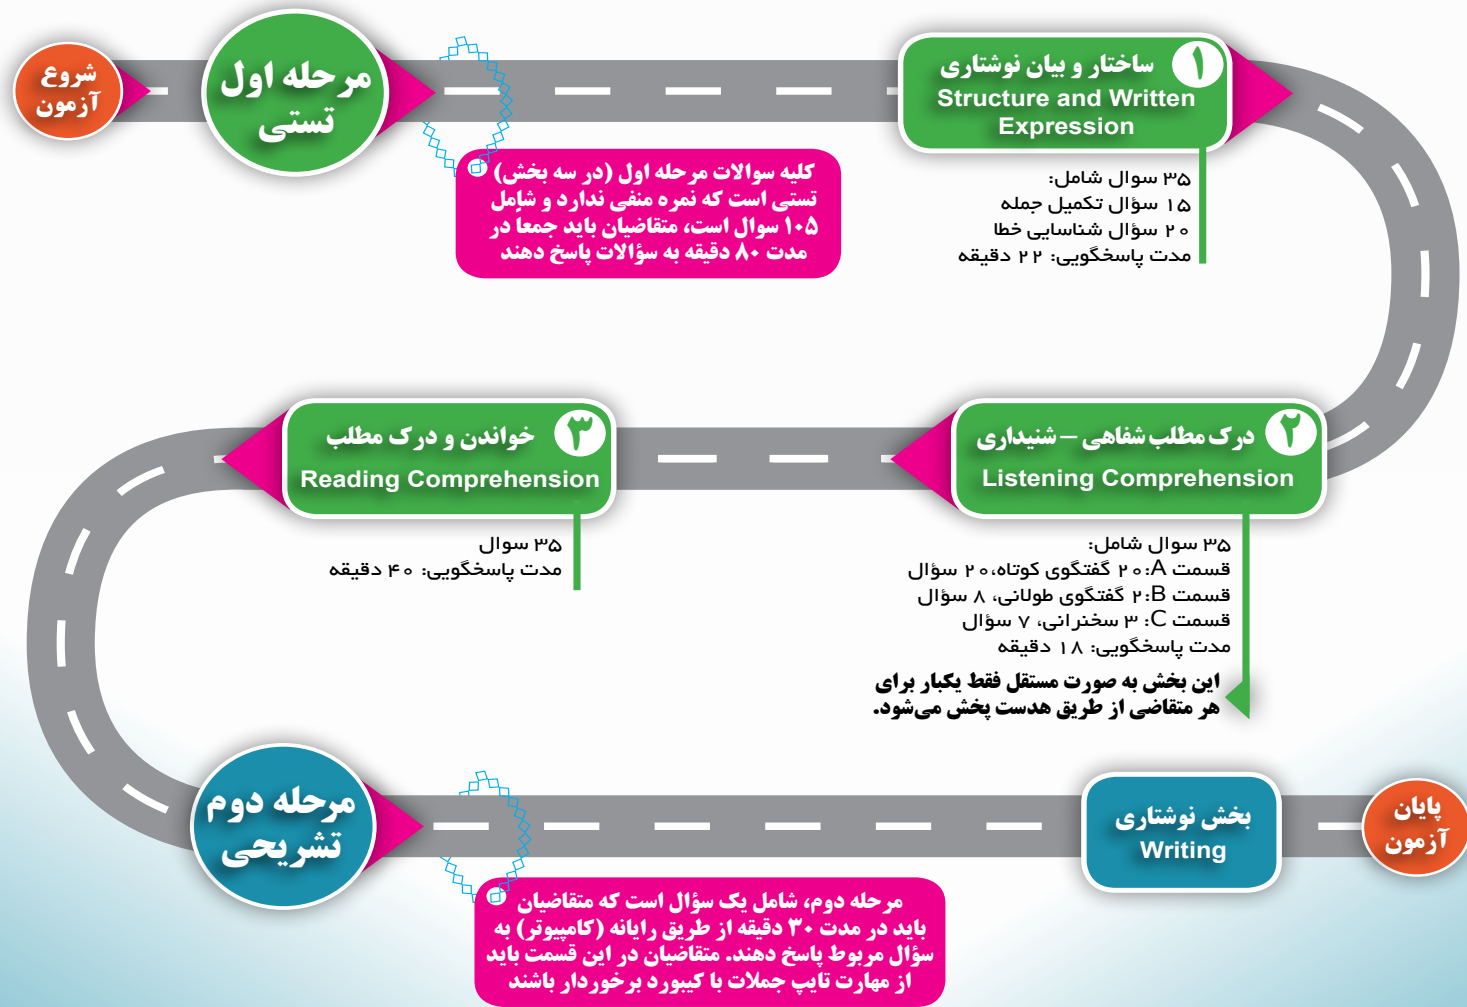 شروع
آزمون
مرحله اول
تستی
کلیه سوالات مرحله اول (در سه بخش)
تستی است که نمره منفی ندارد و شامل
۱۰۵ سوال است، متقاضیان باید جمعاً در
مدت ۸۰ دقیقه به سؤالات پاسخ دهند
۱
ساختار و بیان نوشتاری
Structure and Written
Expression
۳۵ سوال شامل:
۱۵ سؤال تکمیل جمله
۲۰ سؤال شناسایی خطا
مدت پاسخگویی: ۲۲ دقیقه
۲
درک مطلب شفاهی – شنیداری
Listening Comprehension
۳۵ سوال شامل:
قسمت A: ۲۰ گفتگوی کوتاه، ۲۰ سؤال
قسمت B: ۲ گفتگوی طولانی، ۸ سؤال
قسمت C: ۳ سخنرانی، ۷ سؤال
مدت پاسخگویی: ۱۸ دقیقه
این بخش به صورت مستقل فقط یکبار برای
هر متقاضی از طریق هدست پخش می‌شود.
۳
خواندن و درک مطلب
Reading Comprehension
۳۵ سوال
مدت پاسخگویی: ۴۰ دقیقه
مرحله دوم
تشریحی
مرحله دوم، شامل یک سؤال است که متقاضیان
باید در مدت ۳۰ دقیقه از طریق رایانه (کامپیوتر) به
سؤال مربوط پاسخ دهند. متقاضیان در این قسمت باید
از مهارت تایپ جملات با کیبورد برخوردار باشند
بخش نوشتاری
Writing
پایان
آزمون